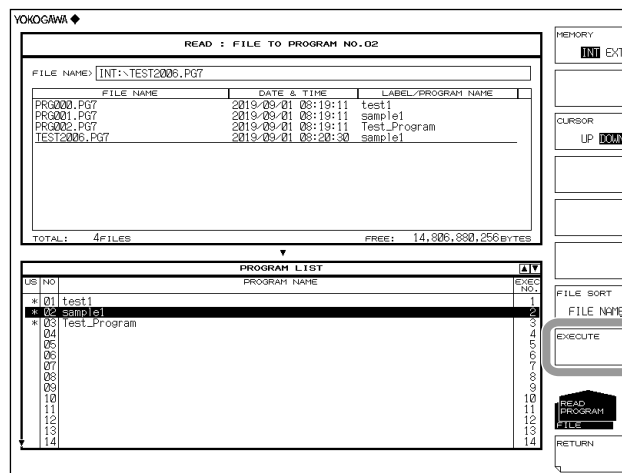 YOKOGAWA
READ : FILE TO PROGRAM NO.02
FILE NAME> INT:\TEST2006.PG7
FILE NAME DATE & TIME LABEL/PROGRAM NAME
PRG000.PG7 2019/09/01 08:19:11 test1
PRG001.PG7 2019/09/01 08:19:11 sample1
PRG002.PG7 2019/09/01 08:19:11 Test_Program
TEST2006.PG7 2019/09/01 08:20:30 sample1
TOTAL: 4FILES FREE: 14,806,880,256BYTES
PROGRAM LIST
US NO PROGRAM NAME EXEC NO.
* 01 test1 1
* 02 sample1 2
* 03 Test_Program 3
04 4
05 5
06 6
07 7
08 8
09 9
10 10
11 11
12 12
13 13
14 14
MEMORY
INT EXT
CURSOR
UP DOWN
FILE SORT
FILE NAME
EXECUTE
READ
PROGRAM
FILE
RETURN